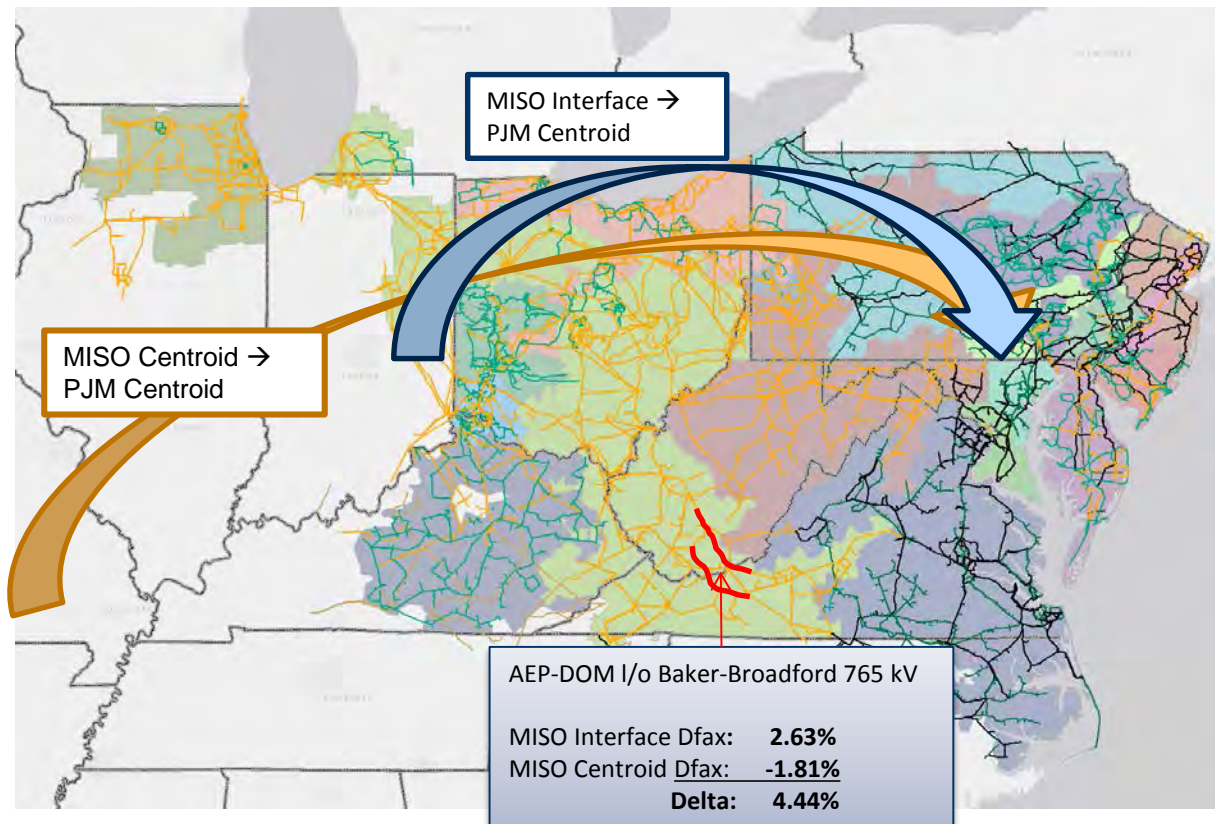 MISO Interface →
PJM Centroid
MISO Centroid →
PJM Centroid
AEP-DOM l/o Baker-Broadford 765 kV
MISO Interface Dfax: 2.63%
MISO Centroid Dfax: -1.81%
Delta: 4.44%